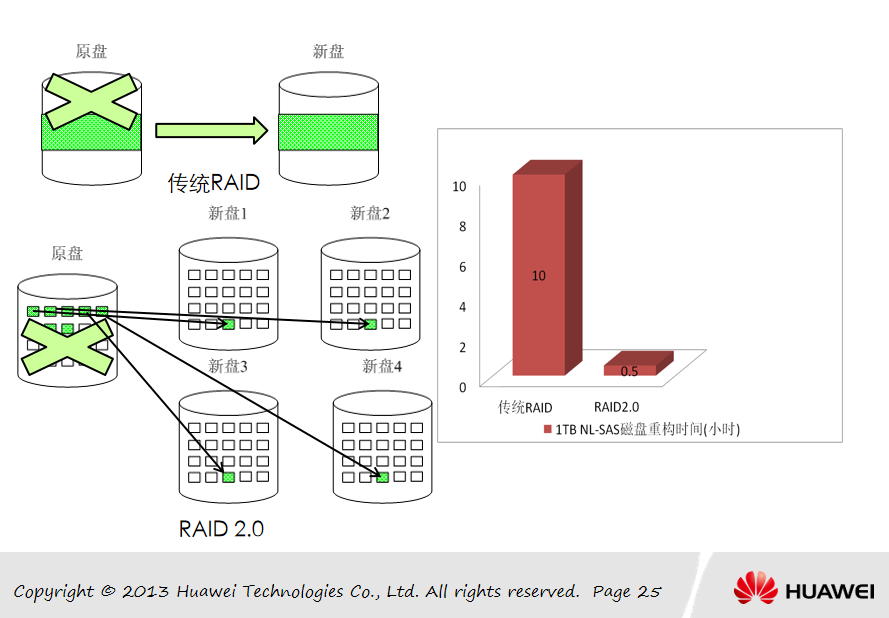 原盘
新盘
传统RAID
原盘
新盘1
新盘2
新盘3
新盘4
RAID 2.0
10
8
6
4
2
0
10
0.5
传统RAID
RAID2.0
1TB NL-SAS磁盘重构时间(小时)
Copyright © 2013 Huawei Technologies Co., Ltd. All rights reserved. Page 25
HUAWEI